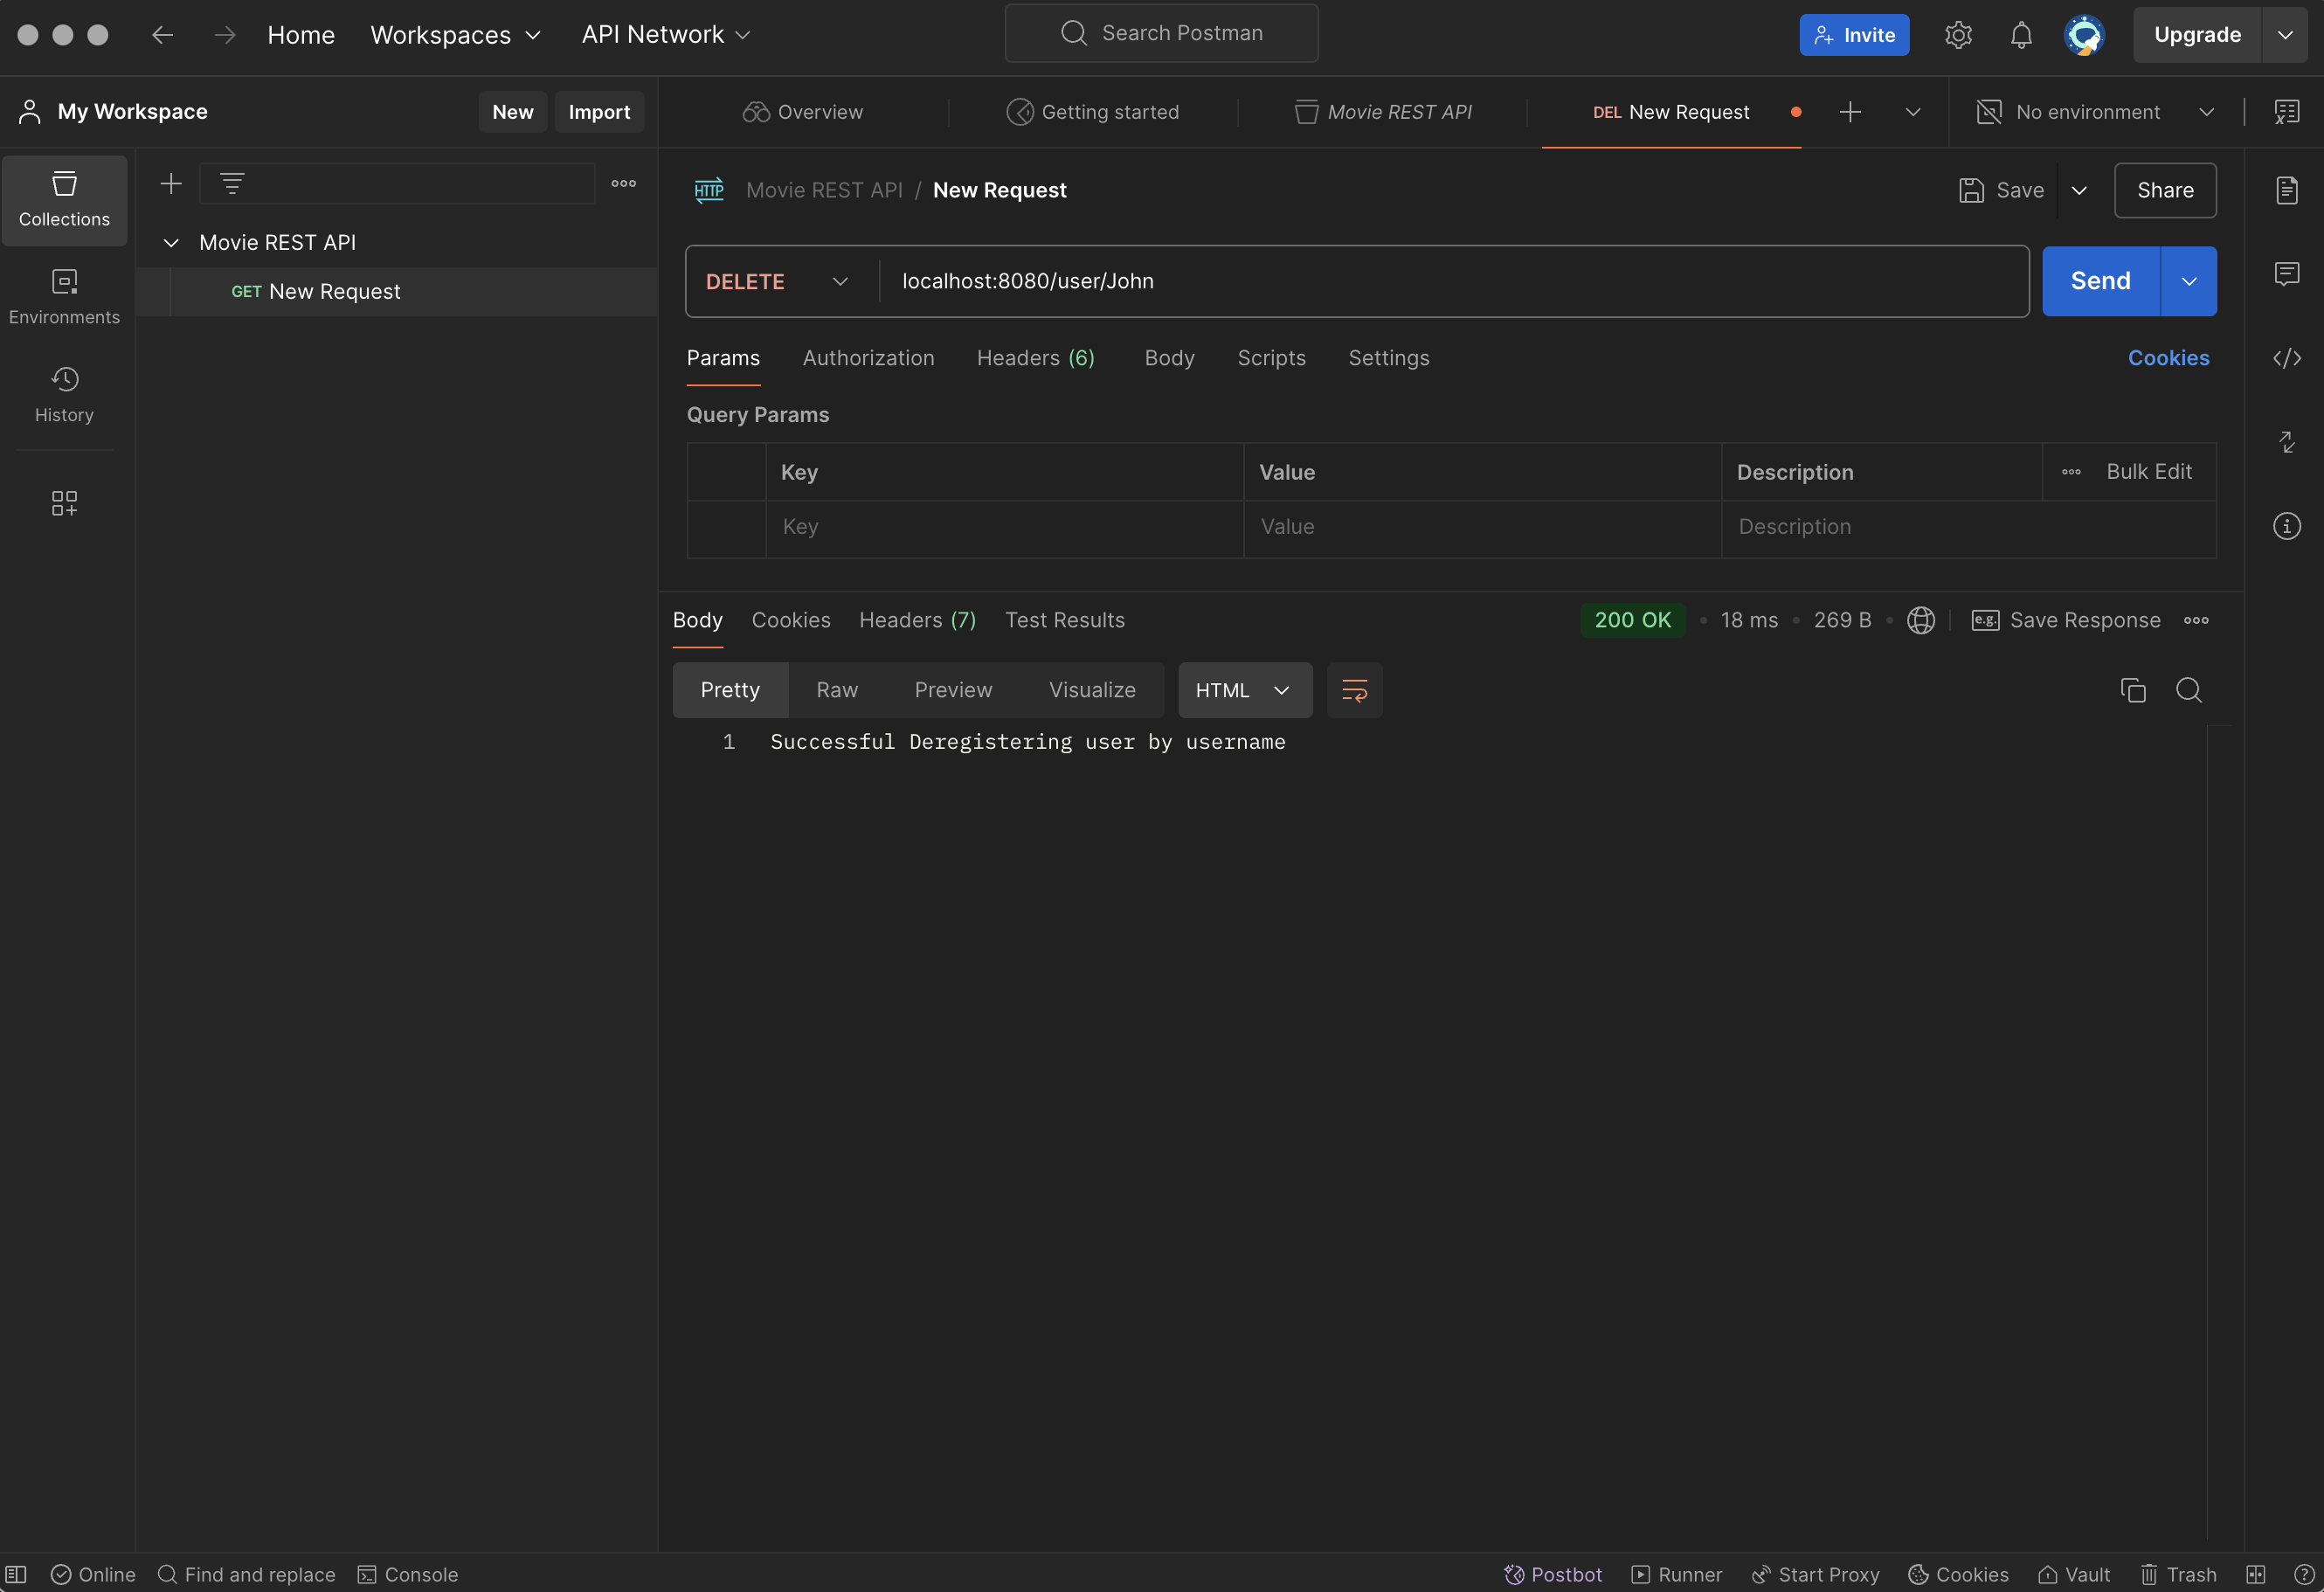 Home Workspaces API Network Search Postman Invite Upgrade
My Workspace New Import Overview Getting started Movie REST API DEL New Request No environment
Collections
Environments
History
Movie REST API
GET New Request
HTTP Movie REST API / New Request Save Share
DELETE localhost:8080/user/John Send
Params Authorization Headers (6) Body Scripts Settings Cookies
Query Params
Key Value Description Bulk Edit
Key Value Description
Body Cookies Headers (7) Test Results 200 OK • 18 ms • 269 B • e.g. Save Response
Pretty Raw Preview Visualize HTML
1 Successful Deregistering user by username
Online Find and replace Console Postbot Runner Start Proxy Cookies Vault Trash